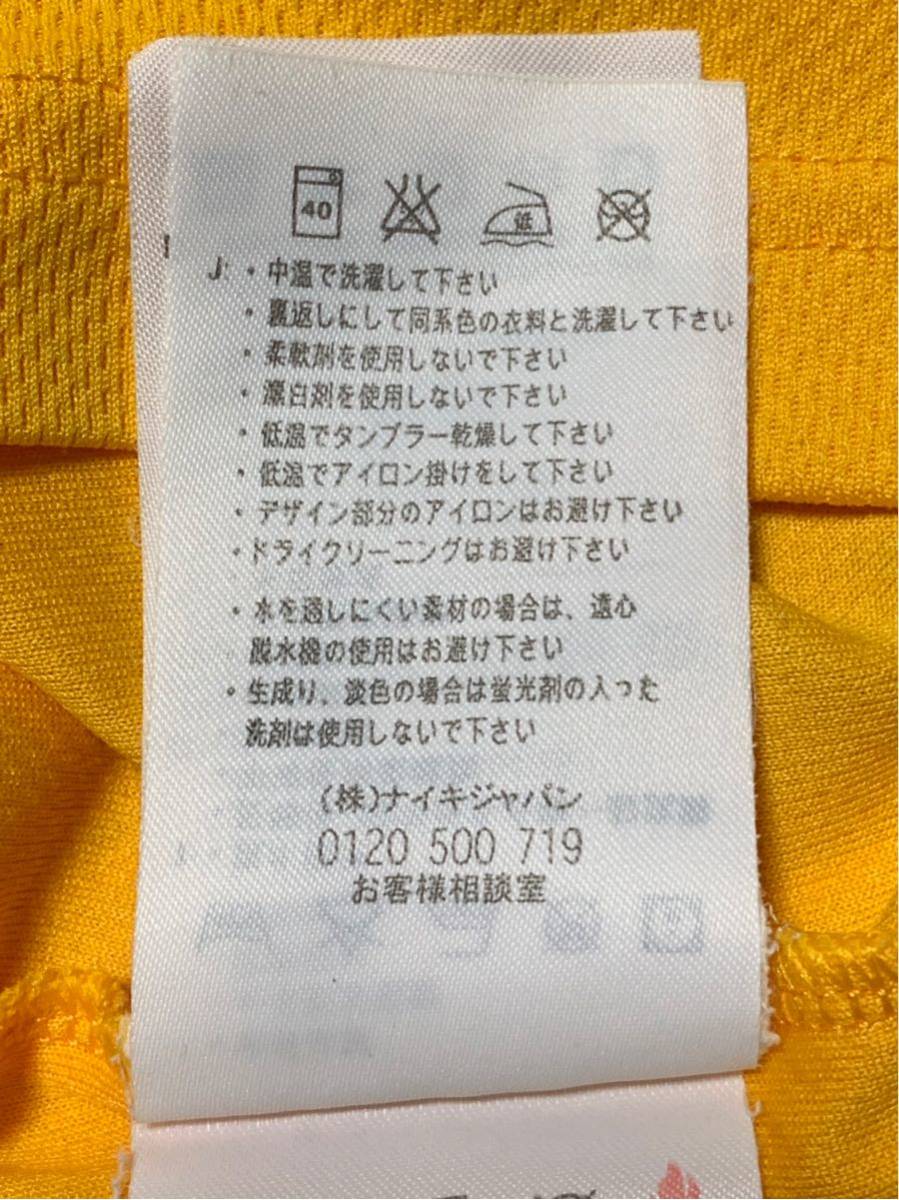 40 低
J: ・中温で洗濯して下さい
・裏返しにして同系色の衣料と洗濯して下さい
・柔軟剤を使用しないで下さい
・漂白剤を使用しないで下さい
・低温でタンブラー乾燥して下さい
・低温でアイロン掛けをして下さい
・デザイン部分のアイロンはお避け下さい
・ドライクリーニングはお避け下さい
・水を通しにくい素材の場合は、遠心
脱水機の使用はお避け下さい
・生成り、淡色の場合は蛍光剤の入った
洗剤は使用しないで下さい
(株)ナイキジャパン
0120 500 719
お客様相談室